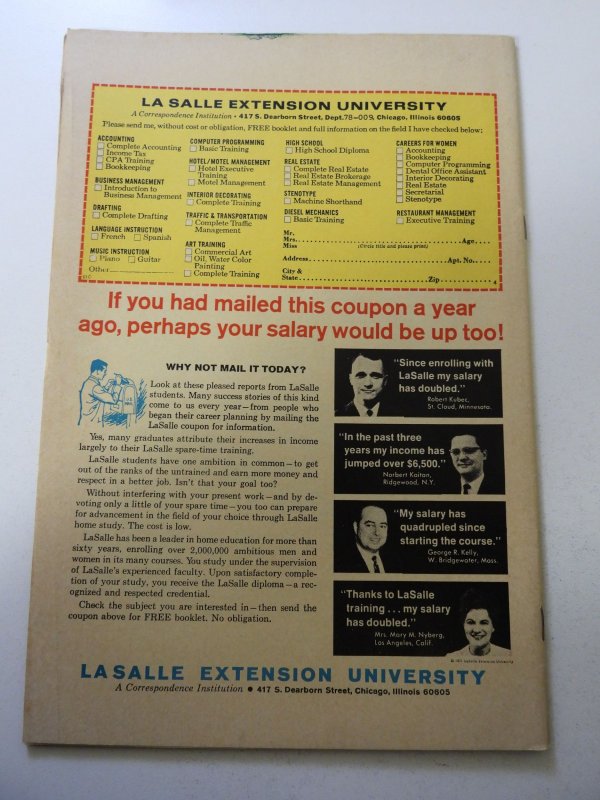 LA SALLE EXTENSION UNIVERSITY
A Correspondence Institution • 417 S. Dearborn Street, Dept. 78-009, Chicago, Illinois 60605
Please send me, without cost or obligation, FREE booklet and full information on the field I have checked below:
ACCOUNTING
Complete Accounting
Income Tax
CPA Training
Bookkeeping
BUSINESS MANAGEMENT
Introduction to
Business Management
DRAFTING
Complete Drafting
LANGUAGE INSTRUCTION
French Spanish
MUSIC INSTRUCTION
Piano Guitar
Other
COMPUTER PROGRAMMING
Basic Training
HOTEL/MOTEL MANAGEMENT
Hotel Executive
Training
Motel Management
INTERIOR DECORATING
Complete Training
TRAFFIC & TRANSPORTATION
Complete Traffic
Management
ART TRAINING
Commercial Art
Oil, Water Color
Painting
Complete Training
HIGH SCHOOL
High School Diploma
REAL ESTATE
Complete Real Estate
Real Estate Brokerage
Real Estate Management
STENOTYPE
Machine Shorthand
DIESEL MECHANICS
Basic Training
CAREERS FOR WOMEN
Accounting
Bookkeeping
Computer Programming
Dental Office Assistant
Interior Decorating
Real Estate
Secretarial
Stenotype
RESTAURANT MANAGEMENT
Executive Training
Mr.
Mrs. Age
Miss (Circle title and please print)
Address Apt. No.
City &
State Zip 4
If you had mailed this coupon a year
ago, perhaps your salary would be up too!
WHY NOT MAIL IT TODAY?
Look at these pleased reports from LaSalle
students. Many success stories of this kind
come to us every year—from people who
began their career planning by mailing the
LaSalle coupon for information.
Yes, many graduates attribute their increases in income
largely to their LaSalle spare-time training.
LaSalle students have one ambition in common—to get
out of the ranks of the untrained and earn more money and
respect in a better job. Isn't that your goal too?
Without interfering with your present work—and by de-
voting only a little of your spare time—you too can prepare
for advancement in the field of your choice through LaSalle
home study. The cost is low.
LaSalle has been a leader in home education for more than
sixty years, enrolling over 2,000,000 ambitious men and
women in its many courses. You study under the supervision
of LaSalle's experienced faculty. Upon satisfactory comple-
tion of your study, you receive the LaSalle diploma—a rec-
ognized and respected credential.
Check the subject you are interested in—then send the
coupon above for FREE booklet. No obligation.
"Since enrolling with
LaSalle my salary
has doubled."
Robert Kubec,
St. Cloud, Minnesota.
"In the past three
years my income has
jumped over $6,500."
Norbert Kaiton,
Ridgewood, N.Y.
"My salary has
quadrupled since
starting the course."
George R. Kelly,
W. Bridgewater, Mass.
"Thanks to LaSalle
training . . . my salary
has doubled."
Mrs. Mary M. Nyberg,
Los Angeles, Calif.
LaSalle Extension University
LA SALLE EXTENSION UNIVERSITY
A Correspondence Institution • 417 S. Dearborn Street, Chicago, Illinois 60605